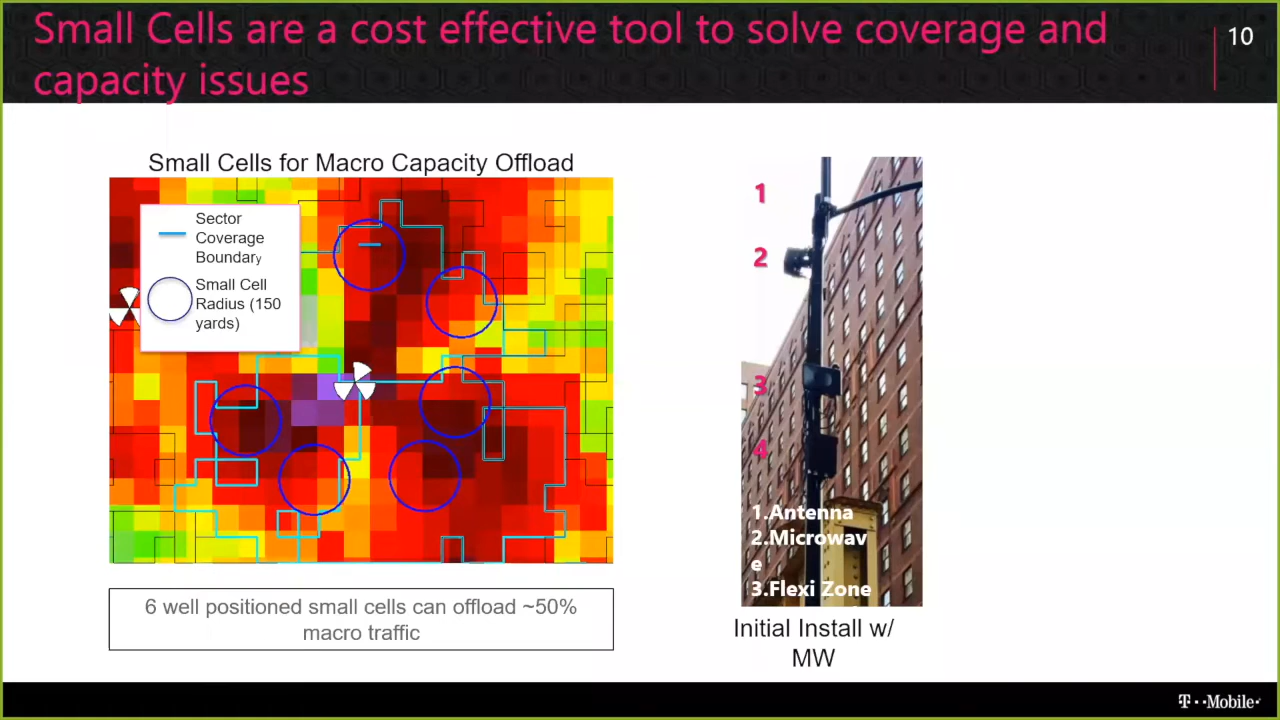 Small Cells are a cost effective tool to solve coverage and
capacity issues
10
Small Cells for Macro Capacity Offload
Sector
Coverage
Boundary
Small Cell
Radius (150
yards)
6 well positioned small cells can offload ~50%
macro traffic
1
2
3
4
1.Antenna
2.Microwav
e
3.Flexi Zone
Initial Install w/
MW
T··Mobile·